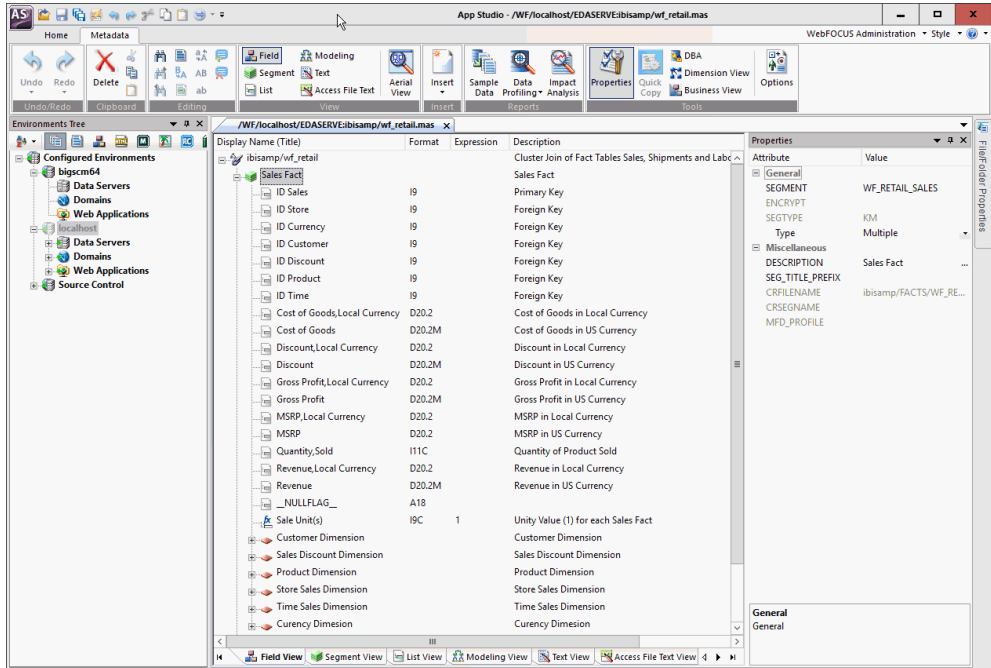 AS App Studio - /WF/localhost/EDASERVE/ibisamp/wf_retail.mas
Home Metadata WebFOCUS Administration Style
Undo Redo Delete AB ab Field Modeling Segment Text List Access File Text Aerial View Insert Sample Data Data Profiling Impact Analysis Properties Quick Copy DBA Dimension View Business View Options
Undo/Redo Clipboard Editing View Insert Reports Tools
Environments Tree
Configured Environments
bigscm64
Data Servers
Domains
Web Applications
localhost
Data Servers
Domains
Web Applications
Source Control
/WF/localhost/EDASERVE:ibisamp/wf_retail.mas x
Display Name (Title) Format Expression Description
ibisamp/wf_retail Cluster Join of Fact Tables Sales, Shipments and Labo
Sales Fact Sales Fact
ID Sales I9 Primary Key
ID Store I9 Foreign Key
ID Currency I9 Foreign Key
ID Customer I9 Foreign Key
ID Discount I9 Foreign Key
ID Product I9 Foreign Key
ID Time I9 Foreign Key
Cost of Goods,Local Currency D20.2 Cost of Goods in Local Currency
Cost of Goods D20.2M Cost of Goods in US Currency
Discount,Local Currency D20.2 Discount in Local Currency
Discount D20.2M Discount in US Currency
Gross Profit,Local Currency D20.2 Gross Profit in Local Currency
Gross Profit D20.2M Gross Profit in US Currency
MSRP,Local Currency D20.2 MSRP in Local Currency
MSRP D20.2 MSRP in US Currency
Quantity,Sold I11C Quantity of Product Sold
Revenue,Local Currency D20.2 Revenue in Local Currency
Revenue D20.2M Revenue in US Currency
__NULLFLAG__ A18
fx Sale Unit(s) I9C 1 Unity Value (1) for each Sales Fact
Customer Dimension Customer Dimension
Sales Discount Dimension Sales Discount Dimension
Product Dimension Product Dimension
Store Sales Dimension Store Sales Dimension
Time Sales Dimension Time Sales Dimension
Curency Dimesion Curency Dimesion
Field View Segment View List View Modeling View Text View Access File Text View
Properties
Attribute Value
General
SEGMENT WF_RETAIL_SALES
ENCRYPT
SEGTYPE KM
Type Multiple
Miscellaneous
DESCRIPTION Sales Fact ...
SEG_TITLE_PREFIX
CRFILENAME ibisamp/FACTS/WF_RE...
CRSEGNAME
MFD_PROFILE
General
General
File/Folder Properties